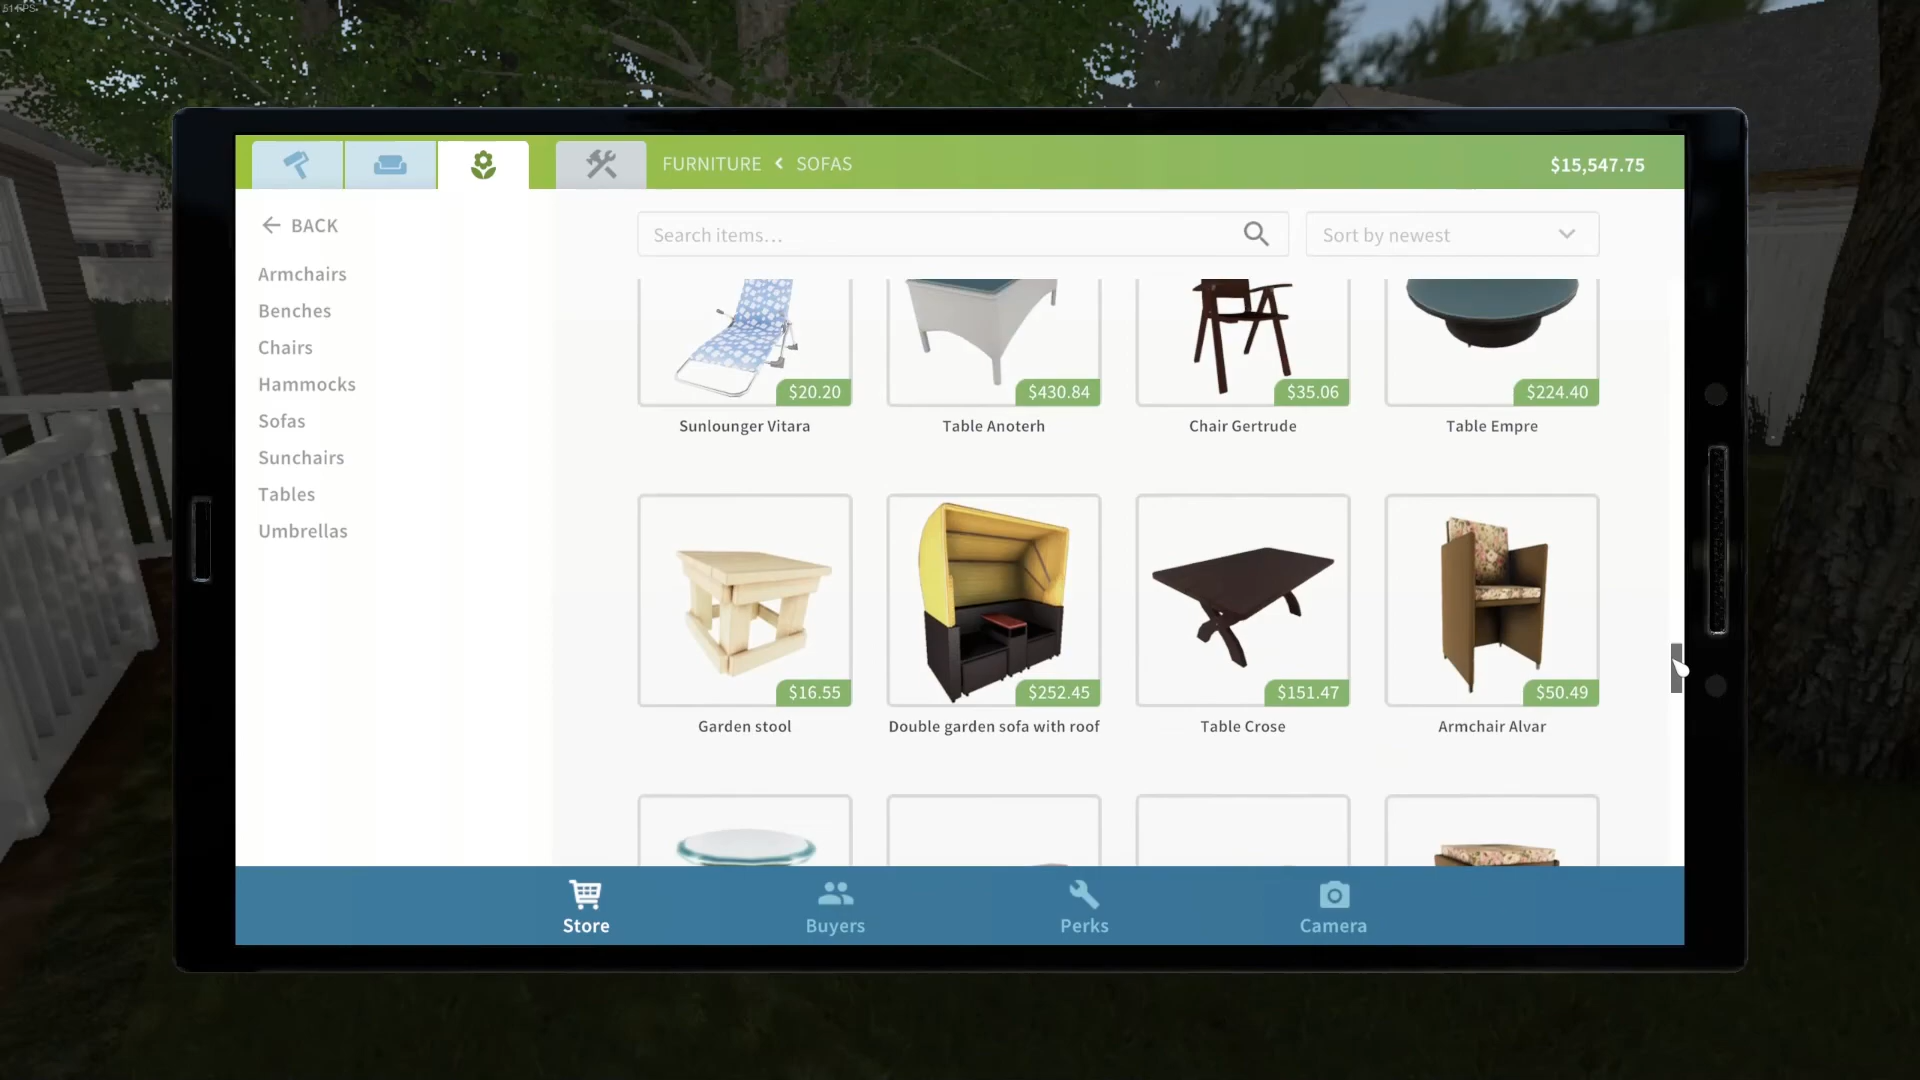 51 FPS
FURNITURE < SOFAS
$15,547.75
BACK
Search items...
Sort by newest
Armchairs
Benches
Chairs
Hammocks
Sofas
Sunchairs
Tables
Umbrellas
$20.20
$430.84
$35.06
$224.40
Sunlounger Vitara
Table Anoterh
Chair Gertrude
Table Empre
$16.55
$252.45
$151.47
$50.49
Garden stool
Double garden sofa with roof
Table Crose
Armchair Alvar
Store
Buyers
Perks
Camera